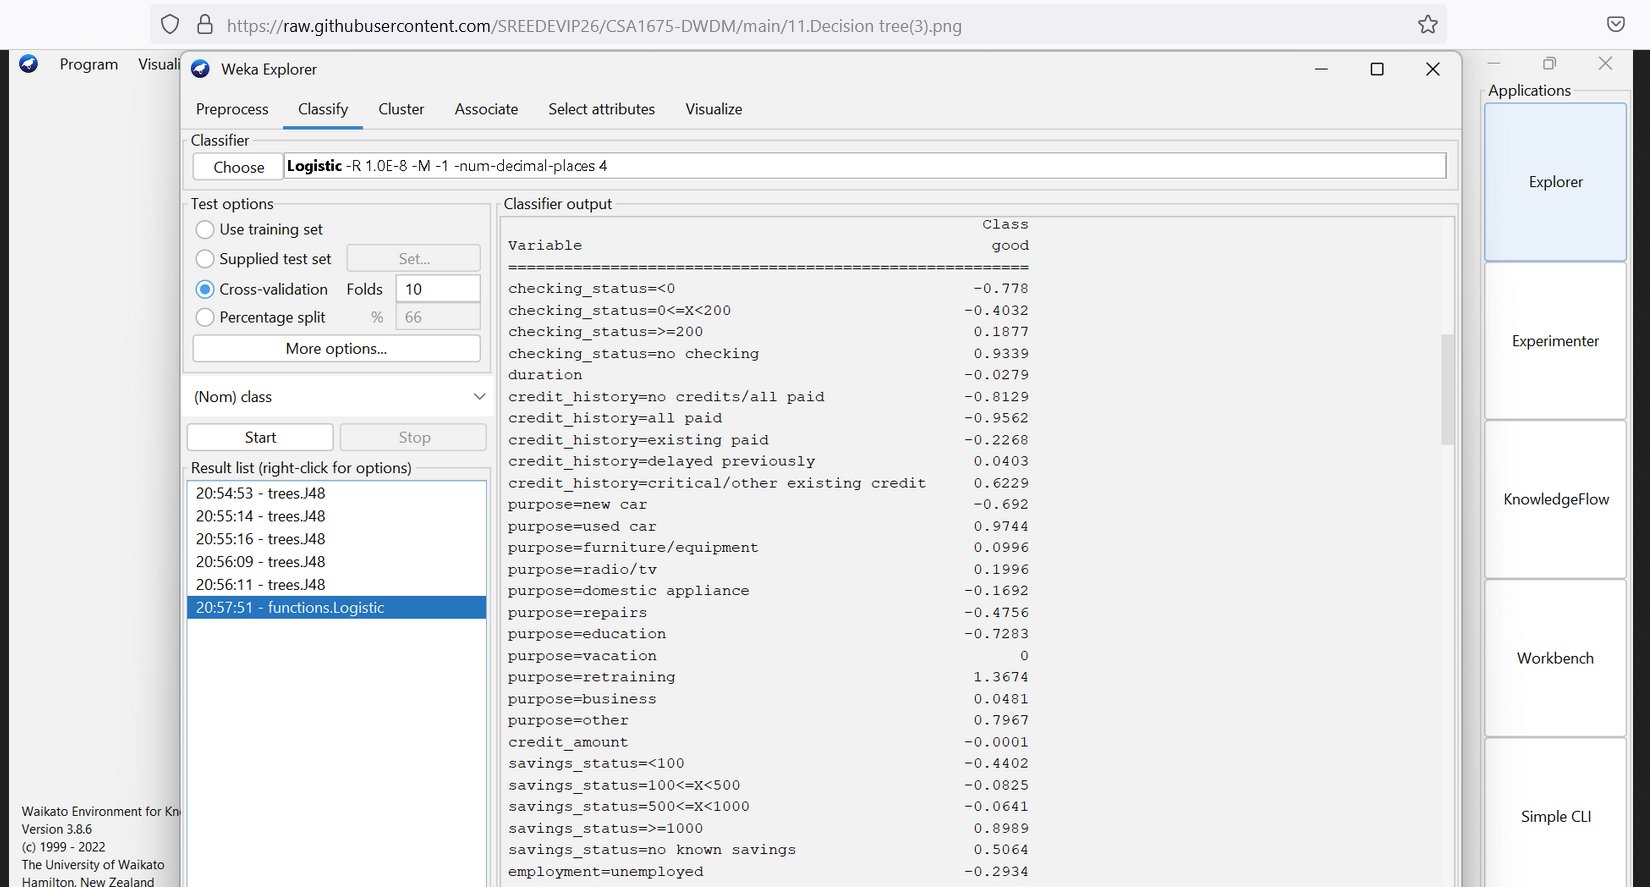 https://raw.githubusercontent.com/SREEDEVIP26/CSA1675-DWDM/main/11.Decision tree(3).png
Program Visuali
Weka Explorer
Preprocess Classify Cluster Associate Select attributes Visualize
Classifier
Choose Logistic -R 1.0E-8 -M -1 -num-decimal-places 4
Test options
Use training set
Supplied test set Set...
Cross-validation Folds 10
Percentage split % 66
More options...
(Nom) class
Start Stop
Result list (right-click for options)
20:54:53 - trees.J48
20:55:14 - trees.J48
20:55:16 - trees.J48
20:56:09 - trees.J48
20:56:11 - trees.J48
20:57:51 - functions.Logistic
Classifier output
Class
Variable good
========================================================
checking_status=<0 -0.778
checking_status=0<=X<200 -0.4032
checking_status=>=200 0.1877
checking_status=no checking 0.9339
duration -0.0279
credit_history=no credits/all paid -0.8129
credit_history=all paid -0.9562
credit_history=existing paid -0.2268
credit_history=delayed previously 0.0403
credit_history=critical/other existing credit 0.6229
purpose=new car -0.692
purpose=used car 0.9744
purpose=furniture/equipment 0.0996
purpose=radio/tv 0.1996
purpose=domestic appliance -0.1692
purpose=repairs -0.4756
purpose=education -0.7283
purpose=vacation 0
purpose=retraining 1.3674
purpose=business 0.0481
purpose=other 0.7967
credit_amount -0.0001
savings_status=<100 -0.4402
savings_status=100<=X<500 -0.0825
savings_status=500<=X<1000 -0.0641
savings_status=>=1000 0.8989
savings_status=no known savings 0.5064
employment=unemployed -0.2934
Applications
Explorer
Experimenter
KnowledgeFlow
Workbench
Simple CLI
Waikato Environment for Kn
Version 3.8.6
(c) 1999 - 2022
The University of Waikato
Hamilton, New Zealand